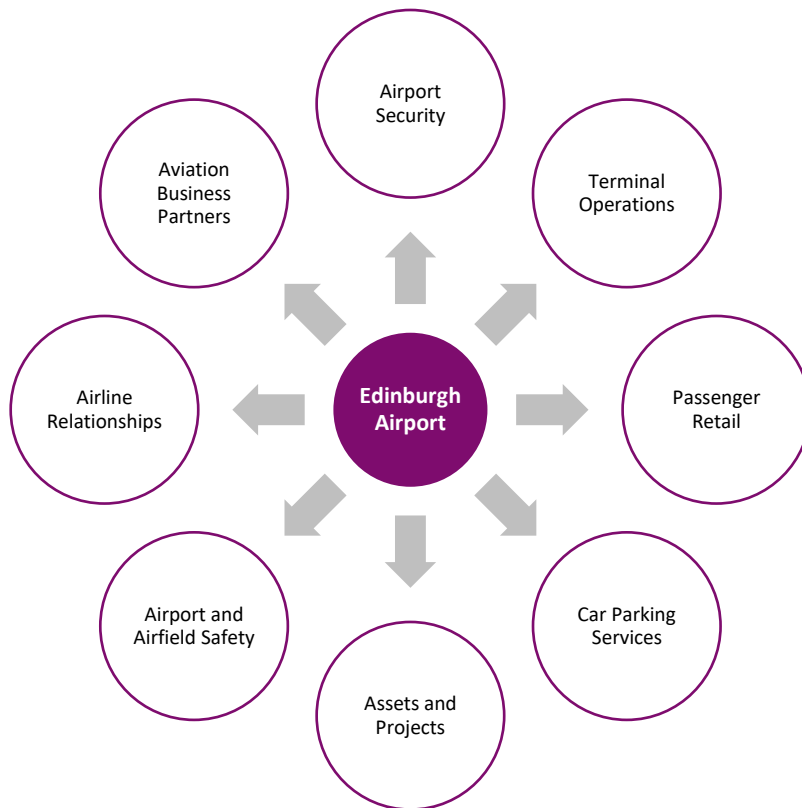 Airport
Security
Terminal
Operations
Passenger
Retail
Car Parking
Services
Assets and
Projects
Airport and
Airfield Safety
Airline
Relationships
Aviation
Business
Partners
Edinburgh
Airport